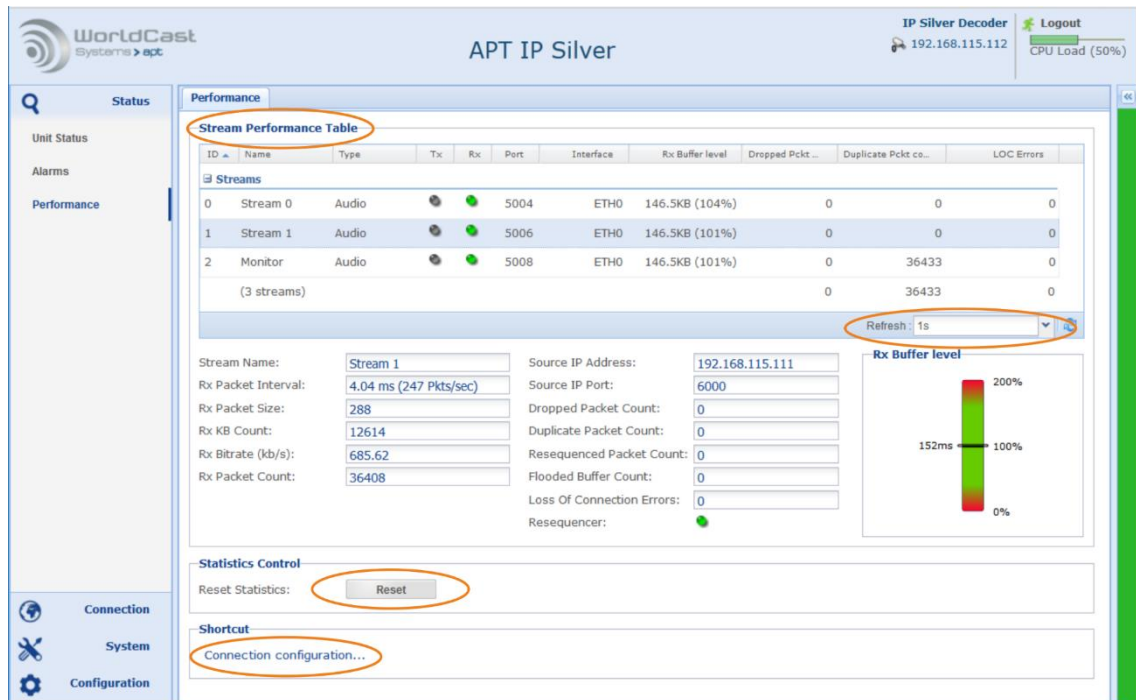 WorldCast
Systems > apt
APT IP Silver
IP Silver Decoder
192.168.115.112
Logout
CPU Load (50%)
Status
Unit Status
Alarms
Performance
Performance
Stream Performance Table
ID Name Type Tx Rx Port Interface Rx Buffer level Dropped Pckt ... Duplicate Pckt co... LOC Errors
Streams
0 Stream 0 Audio 5004 ETH0 146.5KB (104%) 0 0 0
1 Stream 1 Audio 5006 ETH0 146.5KB (101%) 0 0 0
2 Monitor Audio 5008 ETH0 146.5KB (101%) 0 36433 0
(3 streams) 0 36433 0
Refresh : 1s
Stream Name: Stream 1
Rx Packet Interval: 4.04 ms (247 Pkts/sec)
Rx Packet Size: 288
Rx KB Count: 12614
Rx Bitrate (kb/s): 685.62
Rx Packet Count: 36408
Source IP Address: 192.168.115.111
Source IP Port: 6000
Dropped Packet Count: 0
Duplicate Packet Count: 0
Resequenced Packet Count: 0
Flooded Buffer Count: 0
Loss Of Connection Errors: 0
Resequencer:
Rx Buffer level
200%
152ms 100%
0%
Statistics Control
Reset Statistics: Reset
Shortcut
Connection configuration...
Connection
System
Configuration